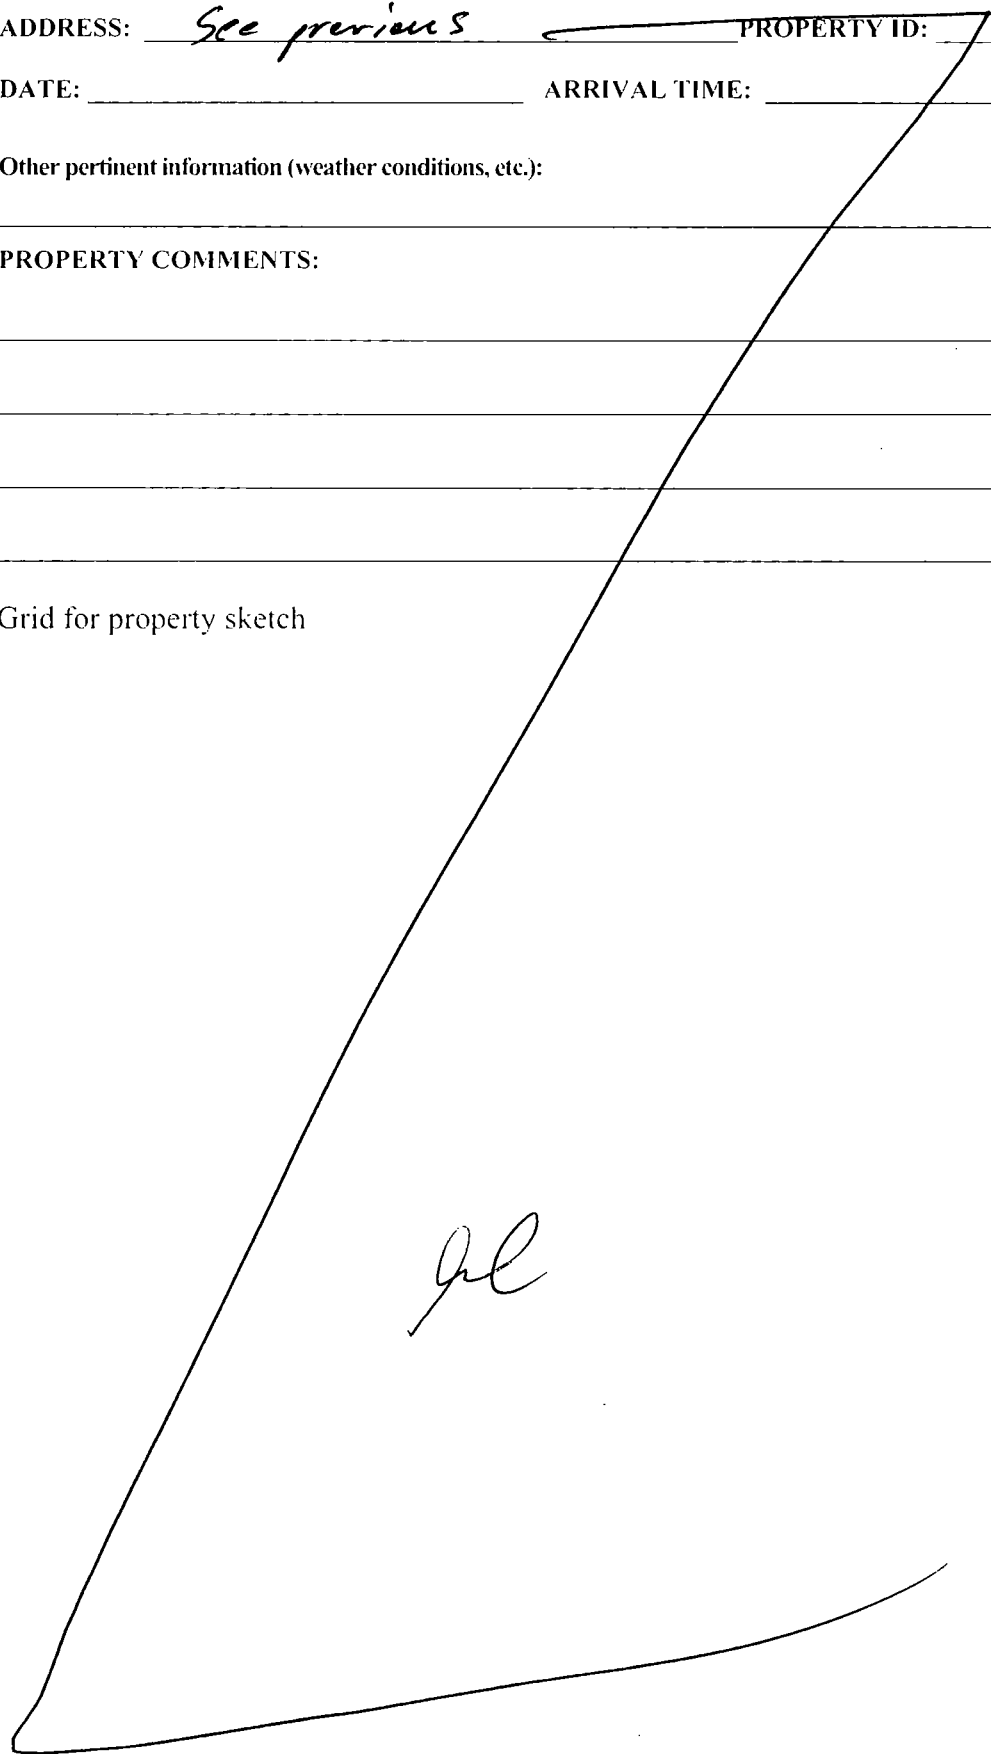 ADDRESS: See previous PROPERTY ID:
DATE: ARRIVAL TIME:
Other pertinent information (weather conditions, etc.):
PROPERTY COMMENTS:
Grid for property sketch